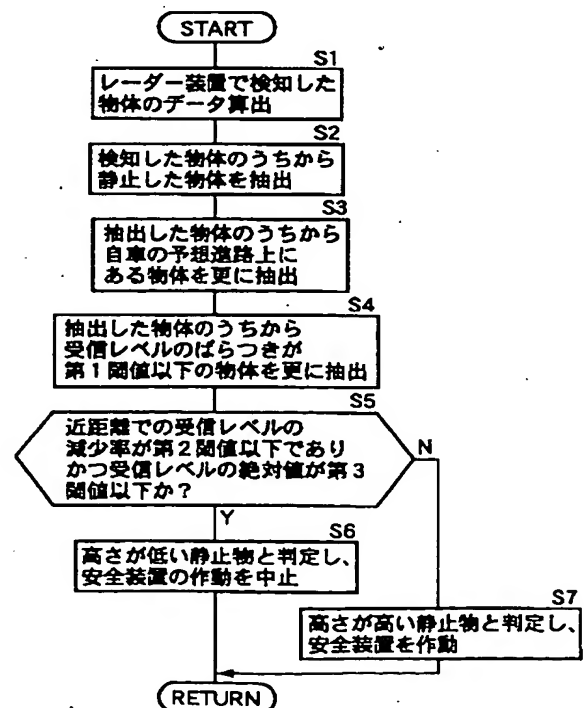 START
S1
レーダー装置で検知した
物体のデータ算出
S2
検知した物体のうちから
静止した物体を抽出
S3
抽出した物体のうちから
自車の予想進路上に
ある物体を更に抽出
S4
抽出した物体のうちから
受信レベルのばらつきが
第1閾値以下の物体を更に抽出
S5
近距離での受信レベルの
減少率が第2閾値以下であり
かつ受信レベルの絶対値が第3
閾値以下か?
N
Y
S6
高さが低い静止物と判定し、
安全装置の作動を中止
S7
高さが高い静止物と判定し、
安全装置を作動
RETURN